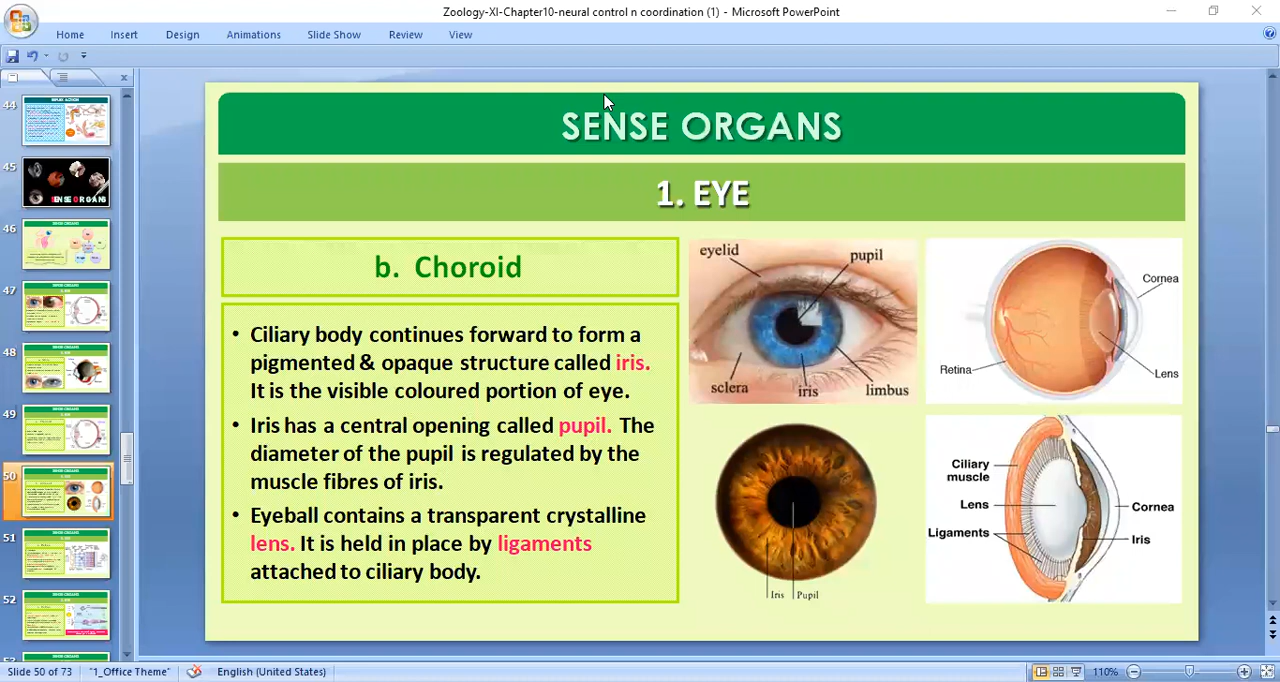 Zoology-XI-Chapter10-neural control n coordination (1) - Microsoft PowerPoint
Home Insert Design Animations Slide Show Review View
44
45
SENSE ORGANS
46
47
48
49
50
51
52
SENSE ORGANS
1. EYE
b. Choroid
• Ciliary body continues forward to form a
pigmented & opaque structure called iris.
It is the visible coloured portion of eye.
• Iris has a central opening called pupil. The
diameter of the pupil is regulated by the
muscle fibres of iris.
• Eyeball contains a transparent crystalline
lens. It is held in place by ligaments
attached to ciliary body.
eyelid
pupil
sclera
iris
limbus
Cornea
Retina
Lens
Iris
Pupil
Ciliary
muscle
Lens
Ligaments
Cornea
Iris
Slide 50 of 73 "1_Office Theme" English (United States) 110%